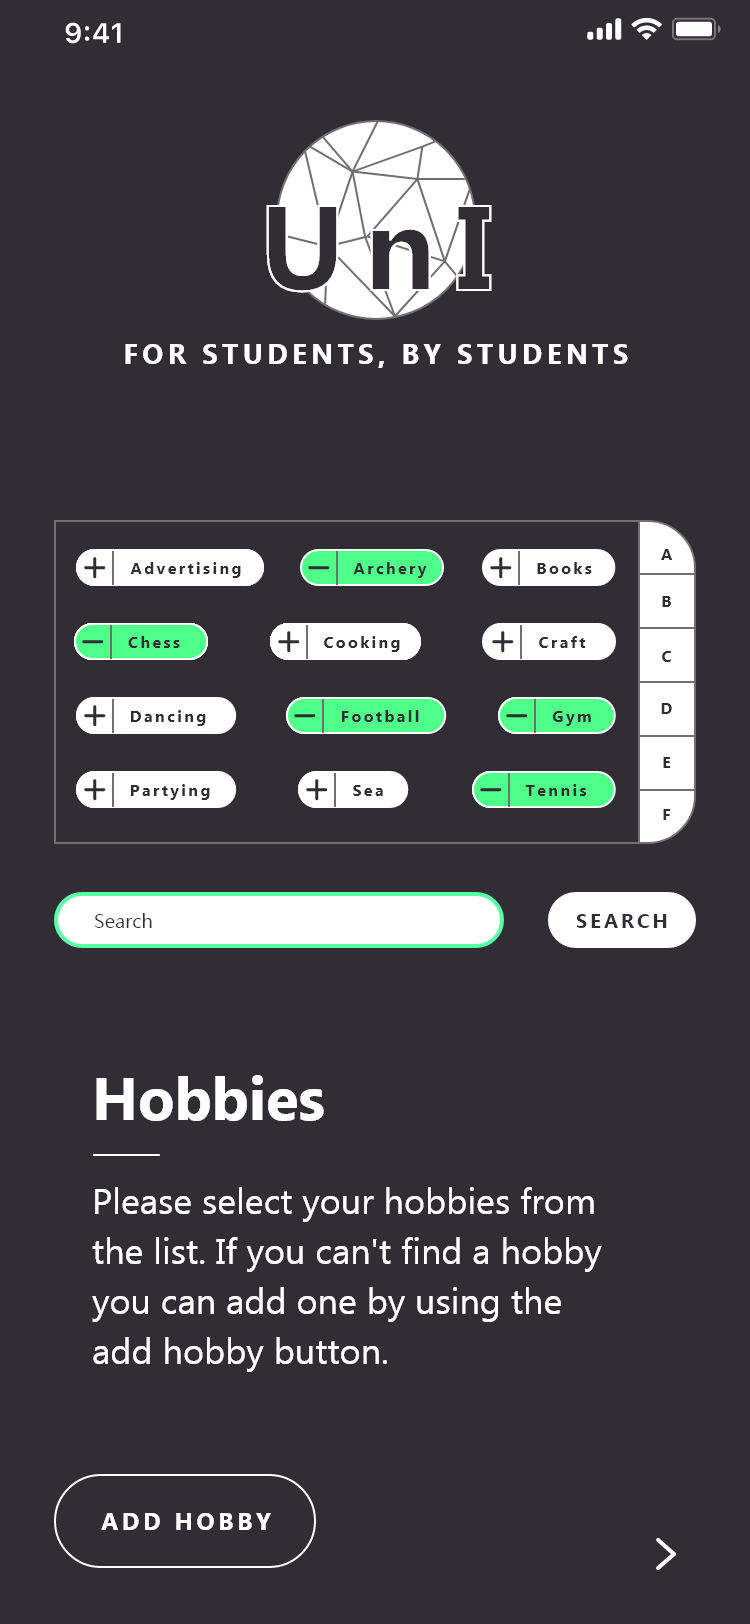 9:41
UnI
FOR STUDENTS, BY STUDENTS
Advertising Archery Books
Chess Cooking Craft
Dancing Football Gym
Partying Sea Tennis
A
B
C
D
E
F
Search SEARCH
Hobbies
Please select your hobbies from
the list. If you can't find a hobby
you can add one by using the
add hobby button.
ADD HOBBY